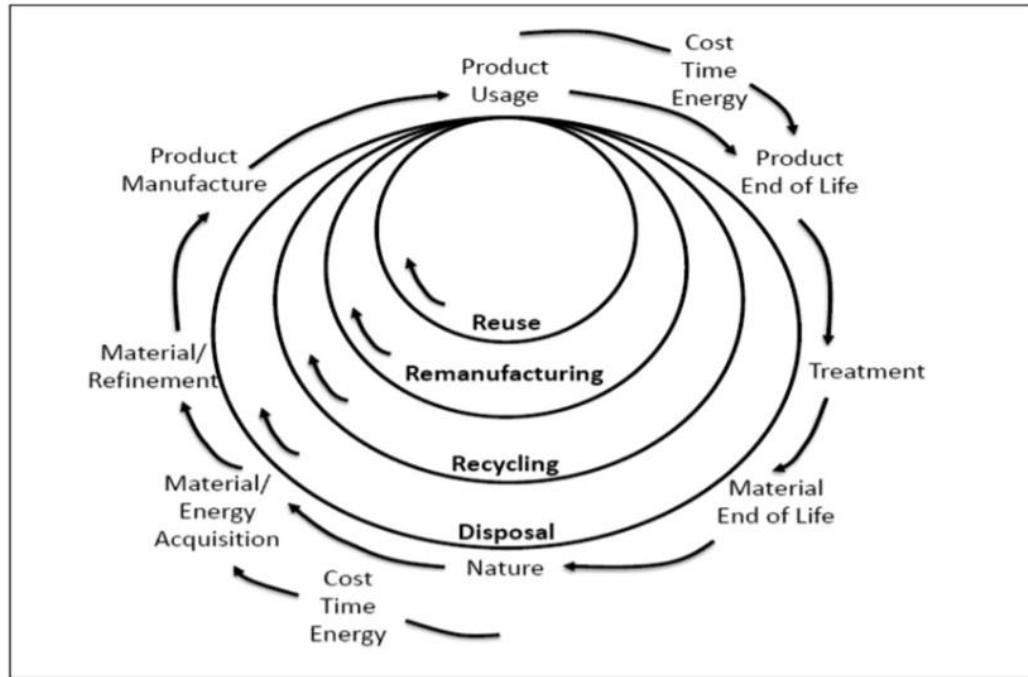 Cost
Time
Energy
Product
Usage
Product
End of Life
Product
Manufacture
Reuse
Material/
Refinement
Remanufacturing
Treatment
Recycling
Material/
Energy
Acquisition
Material
End of Life
Disposal
Nature
Cost
Time
Energy